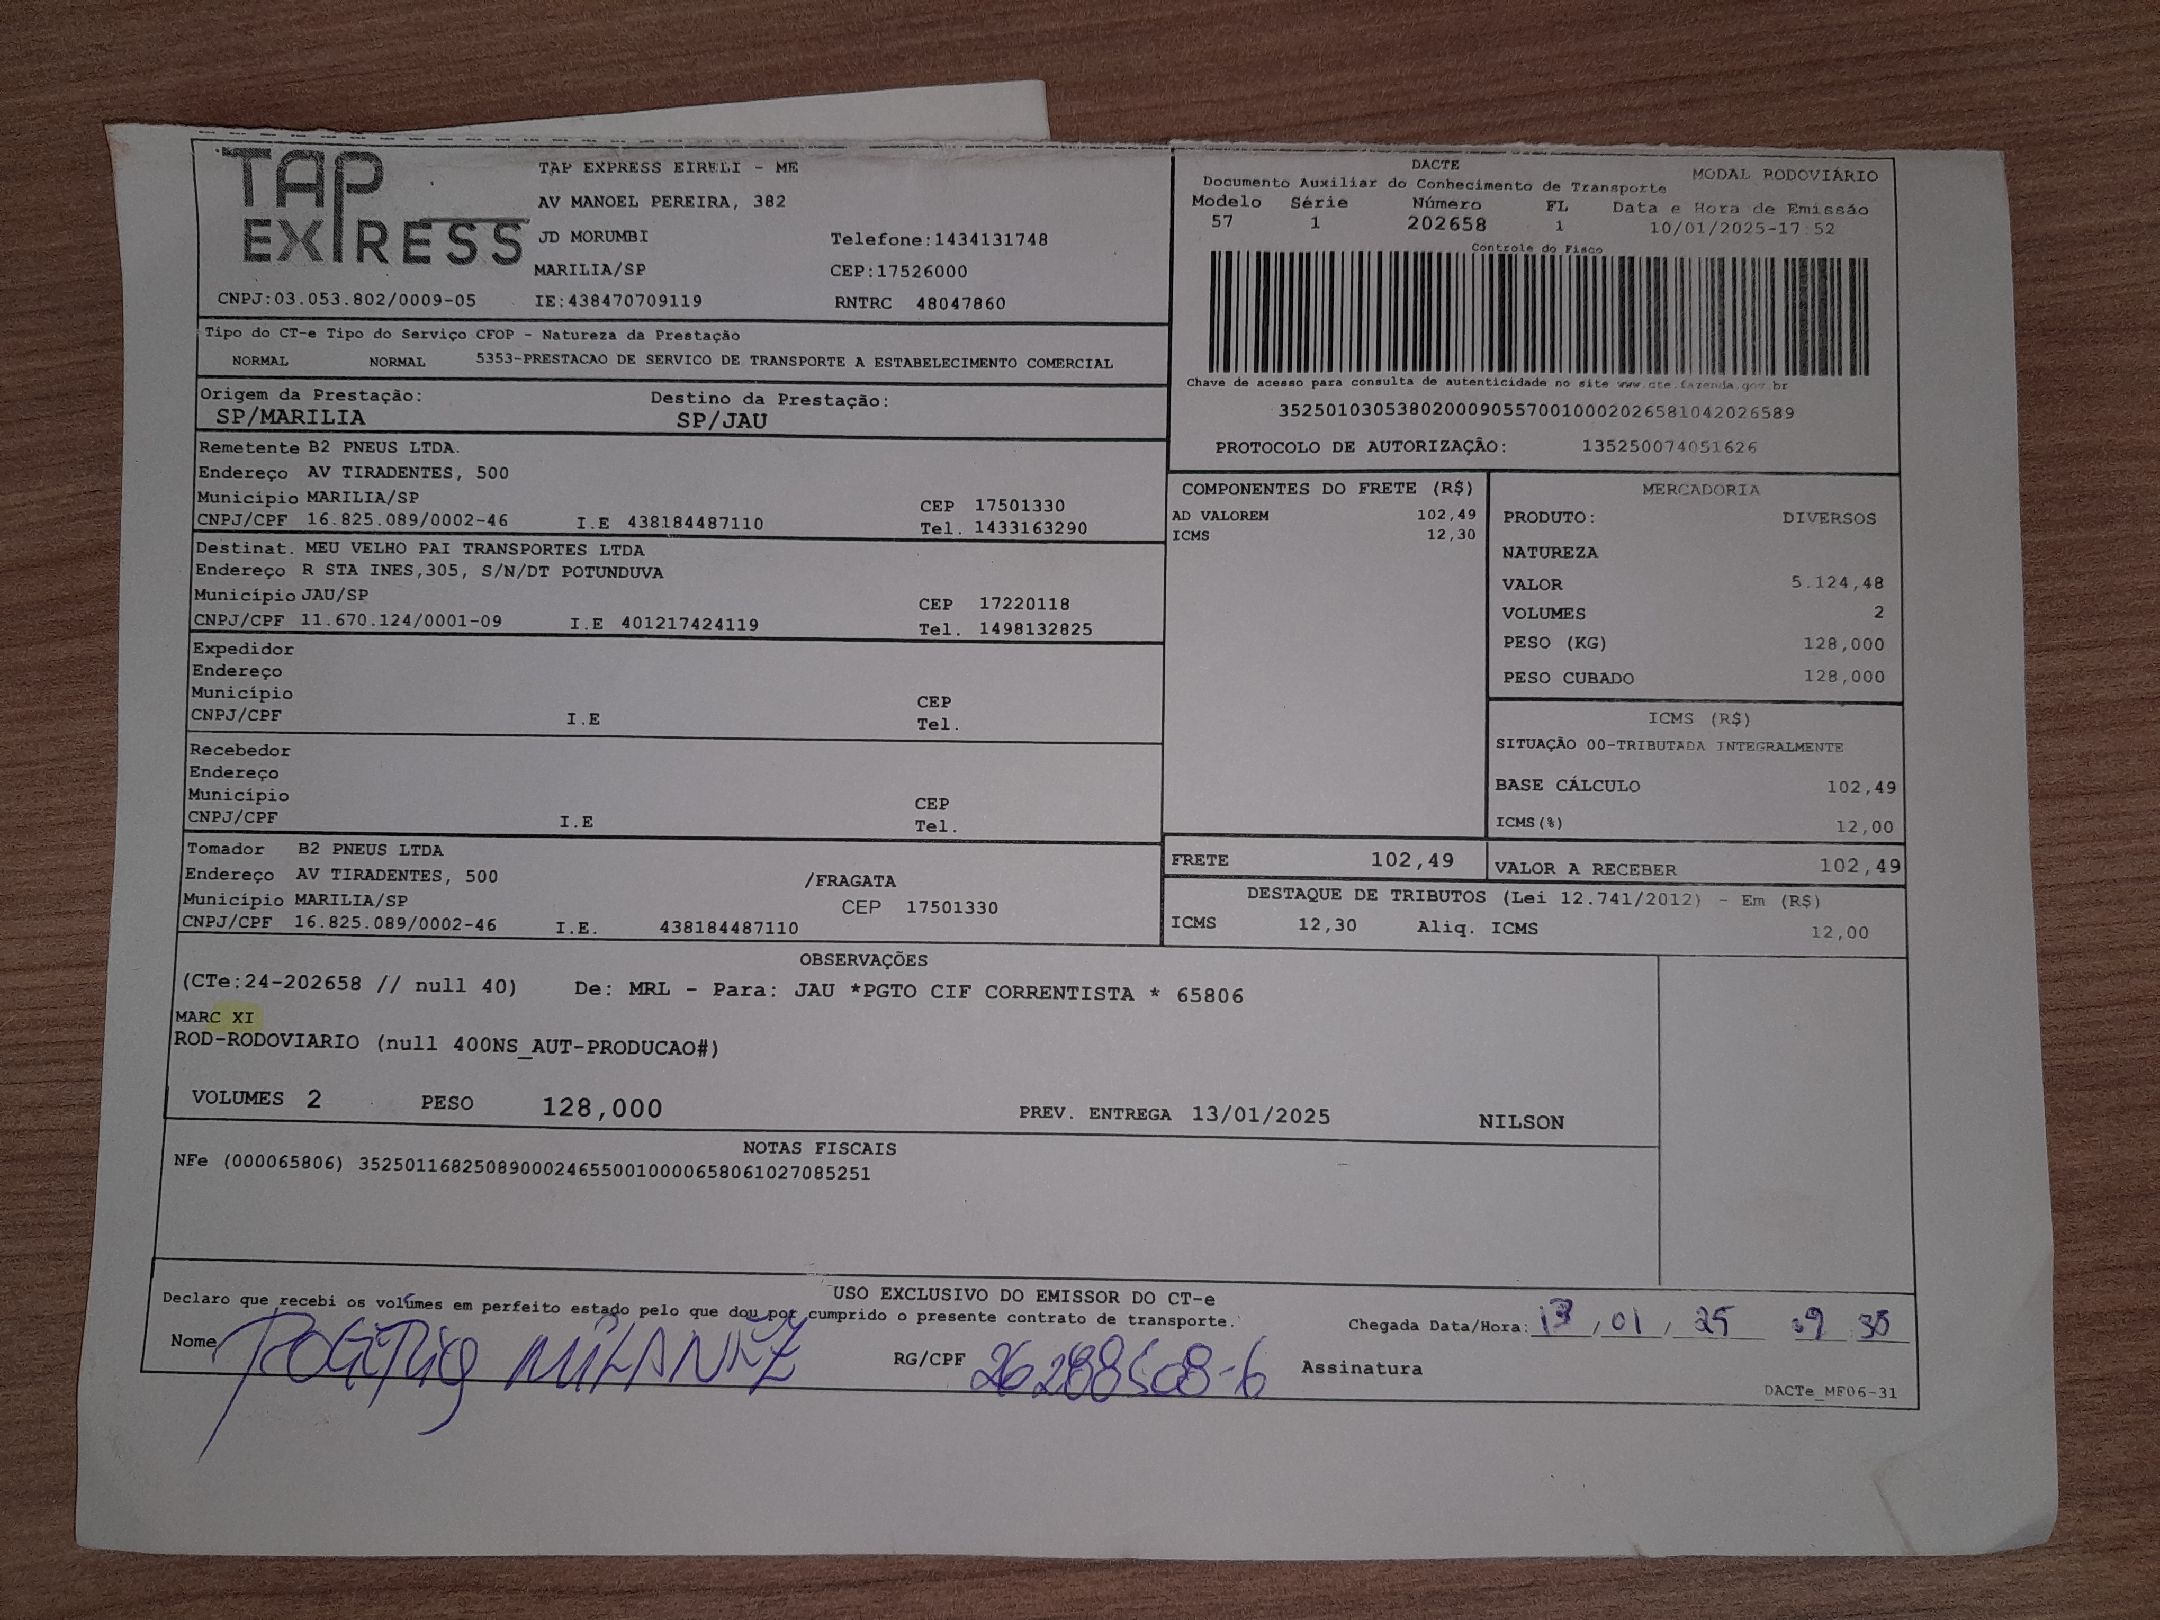 TAP EXPRESS
TAP EXPRESS EIRELI - ME
AV MANOEL PEREIRA, 382
JD MORUMBI Telefone:1434131748
MARILIA/SP CEP:17526000
CNPJ:03.053.802/0009-05 IE:438470709119 RNTRC 48047860
DACTE MODAL RODOVIÁRIO
Documento Auxiliar do Conhecimento de Transporte
Modelo Série Número FL Data e Hora de Emissão
57 1 202658 1 10/01/2025-17:52
Controle do Fisco
Chave de acesso para consulta de autenticidade no site www.cte.fazenda.gov.br
35250103053802000905570010002026581042026589
PROTOCOLO DE AUTORIZAÇÃO: 135250074051626
Tipo do CT-e Tipo do Serviço CFOP - Natureza da Prestação
NORMAL NORMAL 5353-PRESTACAO DE SERVICO DE TRANSPORTE A ESTABELECIMENTO COMERCIAL
Origem da Prestação: Destino da Prestação:
SP/MARILIA SP/JAU
Remetente B2 PNEUS LTDA.
Endereço AV TIRADENTES, 500
Município MARILIA/SP CEP 17501330
CNPJ/CPF 16.825.089/0002-46 I.E 438184487110 Tel. 1433163290
Destinat. MEU VELHO PAI TRANSPORTES LTDA
Endereço R STA INES,305, S/N/DT POTUNDUVA
Município JAU/SP CEP 17220118
CNPJ/CPF 11.670.124/0001-09 I.E 401217424119 Tel. 1498132825
Expedidor
Endereço
Município CEP
CNPJ/CPF I.E Tel.
Recebedor
Endereço
Município CEP
CNPJ/CPF I.E Tel.
Tomador B2 PNEUS LTDA
Endereço AV TIRADENTES, 500 /FRAGATA
Município MARILIA/SP CEP 17501330
CNPJ/CPF 16.825.089/0002-46 I.E. 438184487110
COMPONENTES DO FRETE (R$)
AD VALOREM 102,49
ICMS 12,30
MERCADORIA
PRODUTO: DIVERSOS
NATUREZA
VALOR 5.124,48
VOLUMES 2
PESO (KG) 128,000
PESO CUBADO 128,000
ICMS (R$)
SITUAÇÃO 00-TRIBUTADA INTEGRALMENTE
BASE CÁLCULO 102,49
ICMS(%) 12,00
FRETE 102,49 VALOR A RECEBER 102,49
DESTAQUE DE TRIBUTOS (Lei 12.741/2012) - Em (R$)
ICMS 12,30 Aliq. ICMS 12,00
OBSERVAÇÕES
(CTe:24-202658 // null 40) De: MRL - Para: JAU *PGTO CIF CORRENTISTA * 65806
MARC XI
ROD-RODOVIARIO (null 400NS_AUT-PRODUCAO#)
VOLUMES 2 PESO 128,000 PREV. ENTREGA 13/01/2025 NILSON
NOTAS FISCAIS
NFe (000065806) 35250116825089000246550010000658061027085251
USO EXCLUSIVO DO EMISSOR DO CT-e
Declaro que recebi os volumes em perfeito estado pelo que dou por cumprido o presente contrato de transporte.
Chegada Data/Hora: 13/01/25
Nome RG/CPF Assinatura
DACTe_MF06-31